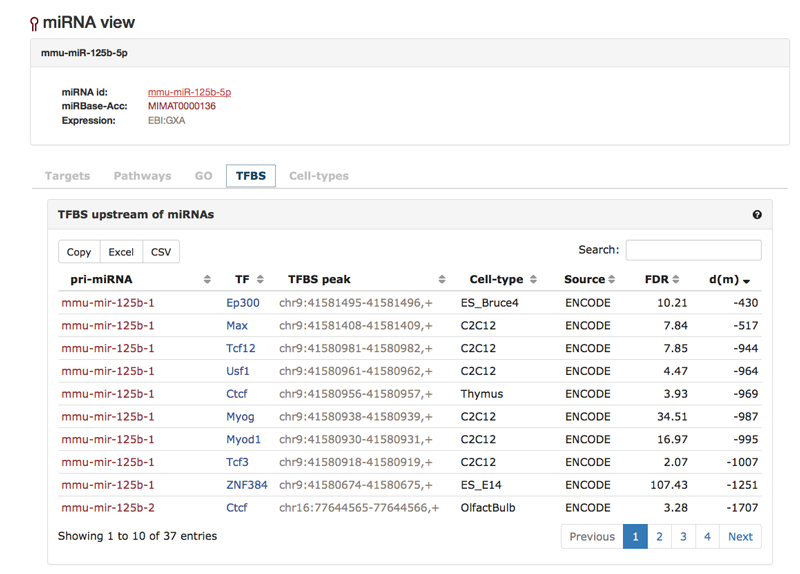 miRNA view
mmu-miR-125b-5p
miRNA id: mmu-miR-125b-5p
miRBase-Acc: MIMAT0000136
Expression: EBI:GXA
Targets Pathways GO TFBS Cell-types
TFBS upstream of miRNAs ?
Copy Excel CSV Search:
pri-miRNA TF TFBS peak Cell-type Source FDR d(m)
mmu-mir-125b-1 Ep300 chr9:41581495-41581496,+ ES_Bruce4 ENCODE 10.21 -430
mmu-mir-125b-1 Max chr9:41581408-41581409,+ C2C12 ENCODE 7.84 -517
mmu-mir-125b-1 Tcf12 chr9:41580981-41580982,+ C2C12 ENCODE 7.85 -944
mmu-mir-125b-1 Usf1 chr9:41580961-41580962,+ C2C12 ENCODE 4.47 -964
mmu-mir-125b-1 Ctcf chr9:41580956-41580957,+ Thymus ENCODE 3.93 -969
mmu-mir-125b-1 Myog chr9:41580938-41580939,+ C2C12 ENCODE 34.51 -987
mmu-mir-125b-1 Myod1 chr9:41580930-41580931,+ C2C12 ENCODE 16.97 -995
mmu-mir-125b-1 Tcf3 chr9:41580918-41580919,+ C2C12 ENCODE 2.07 -1007
mmu-mir-125b-1 ZNF384 chr9:41580674-41580675,+ ES_E14 ENCODE 107.43 -1251
mmu-mir-125b-2 Ctcf chr16:77644565-77644566,+ OlfactBulb ENCODE 3.28 -1707
Showing 1 to 10 of 37 entries Previous 1 2 3 4 Next